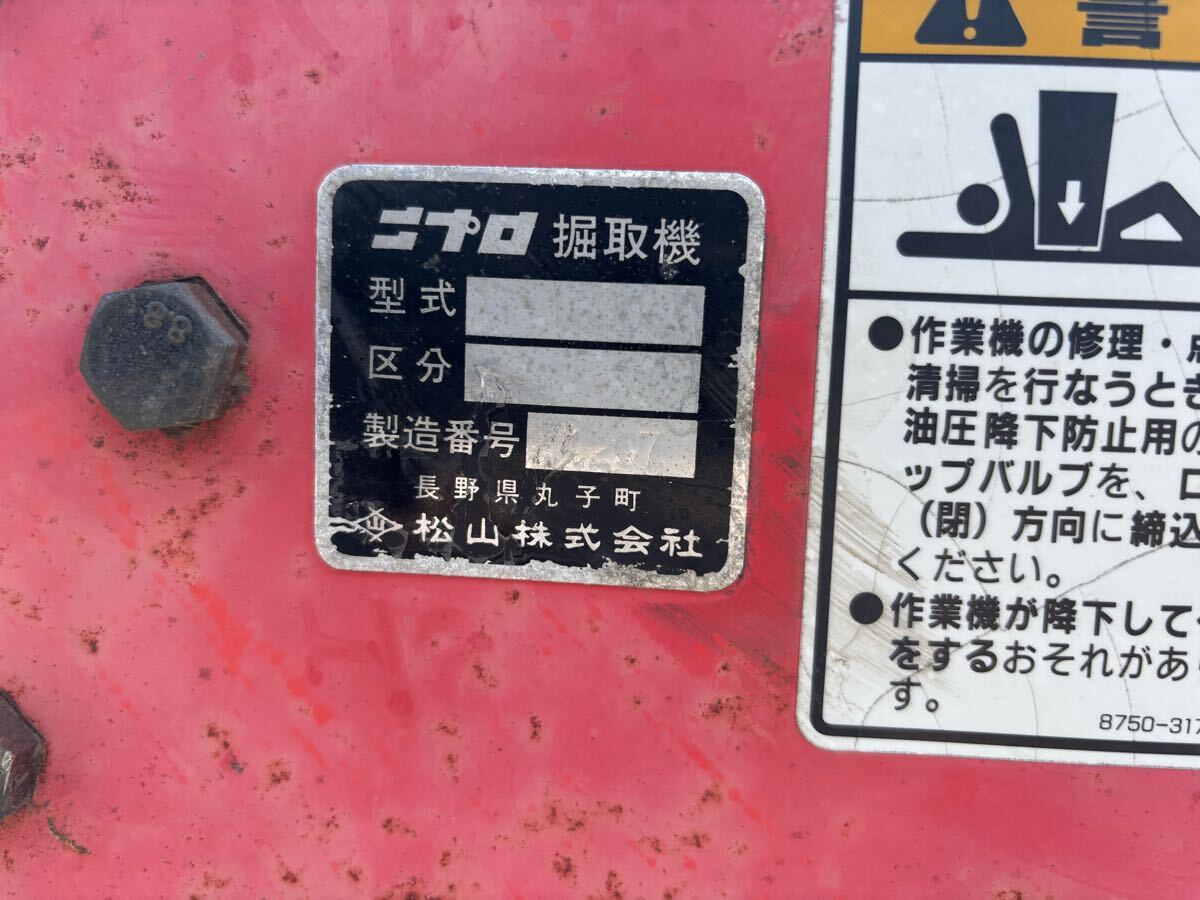 ニプロ 掘取機
型式
区分
製造番号
長野県丸子町
松山株式会社
●作業機の修理・
清掃を行なうとき
油圧降下防止用の
ップバルブを、ロ
(閉)方向に締込
ください。
●作業機が降下して
をするおそれがあ
す。
8750-317